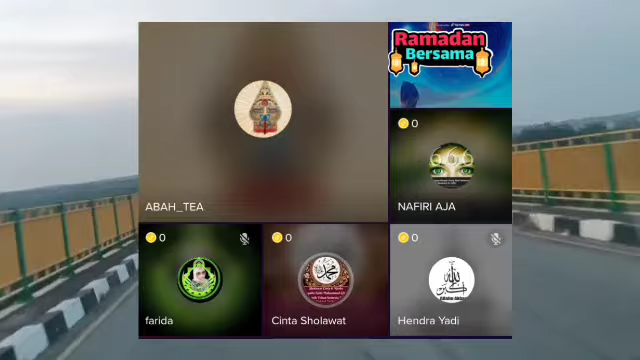 Ramadan
Bersama
ABAH_TEA
0
NAFIRI AJA
0
farida
0
Cinta Sholawat
0
Hendra Yadi